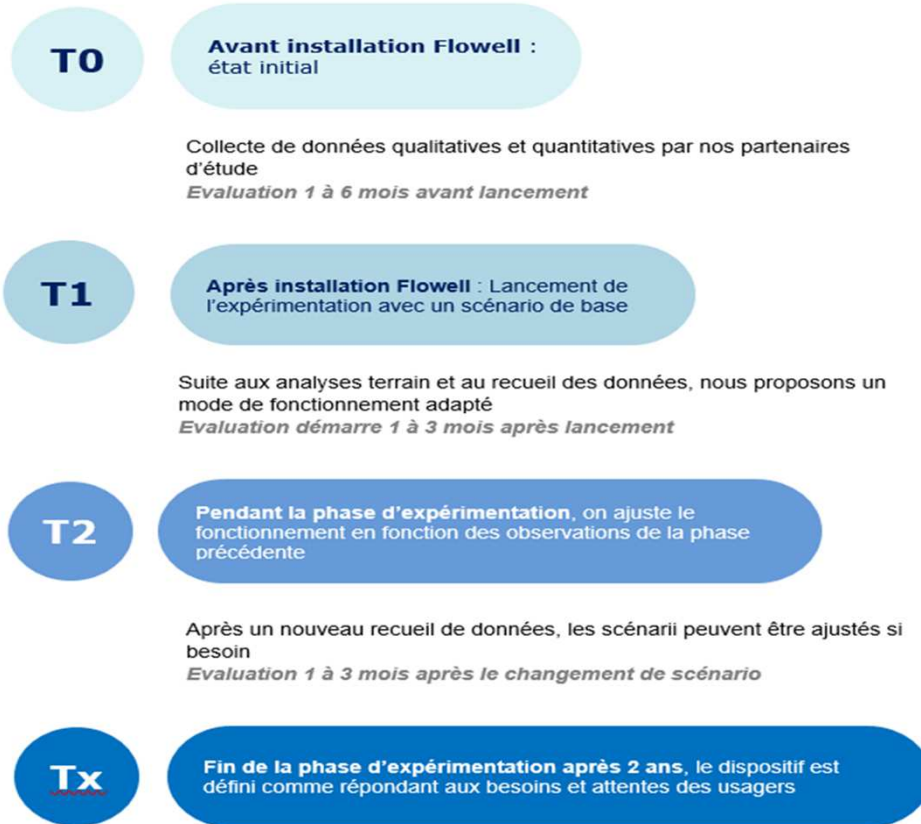 T0
Avant installation Flowell :
état initial
Collecte de données qualitatives et quantitatives par nos partenaires
d'étude
Evaluation 1 à 6 mois avant lancement
T1
Après installation Flowell : Lancement de
l'expérimentation avec un scénario de base
Suite aux analyses terrain et au recueil des données, nous proposons un
mode de fonctionnement adapté
Evaluation démarre 1 à 3 mois après lancement
T2
Pendant la phase d'expérimentation, on ajuste le
fonctionnement en fonction des observations de la phase
précédente
Après un nouveau recueil de données, les scénarii peuvent être ajustés si
besoin
Evaluation 1 à 3 mois après le changement de scénario
Tx
Fin de la phase d'expérimentation après 2 ans, le dispositif est
défini comme répondant aux besoins et attentes des usagers